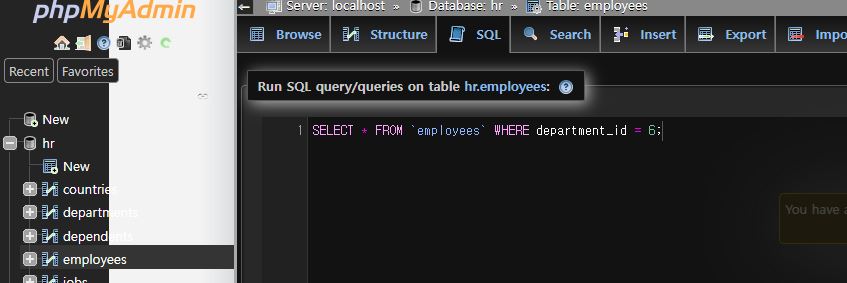 phpMyAdmin
Recent Favorites
New
hr
New
countries
departments
dependents
employees
jobs
Server: localhost » Database: hr » Table: employees
Browse Structure SQL Search Insert Export Impo
Run SQL query/queries on table hr.employees:
1 SELECT * FROM `employees` WHERE department_id = 6;
You have a